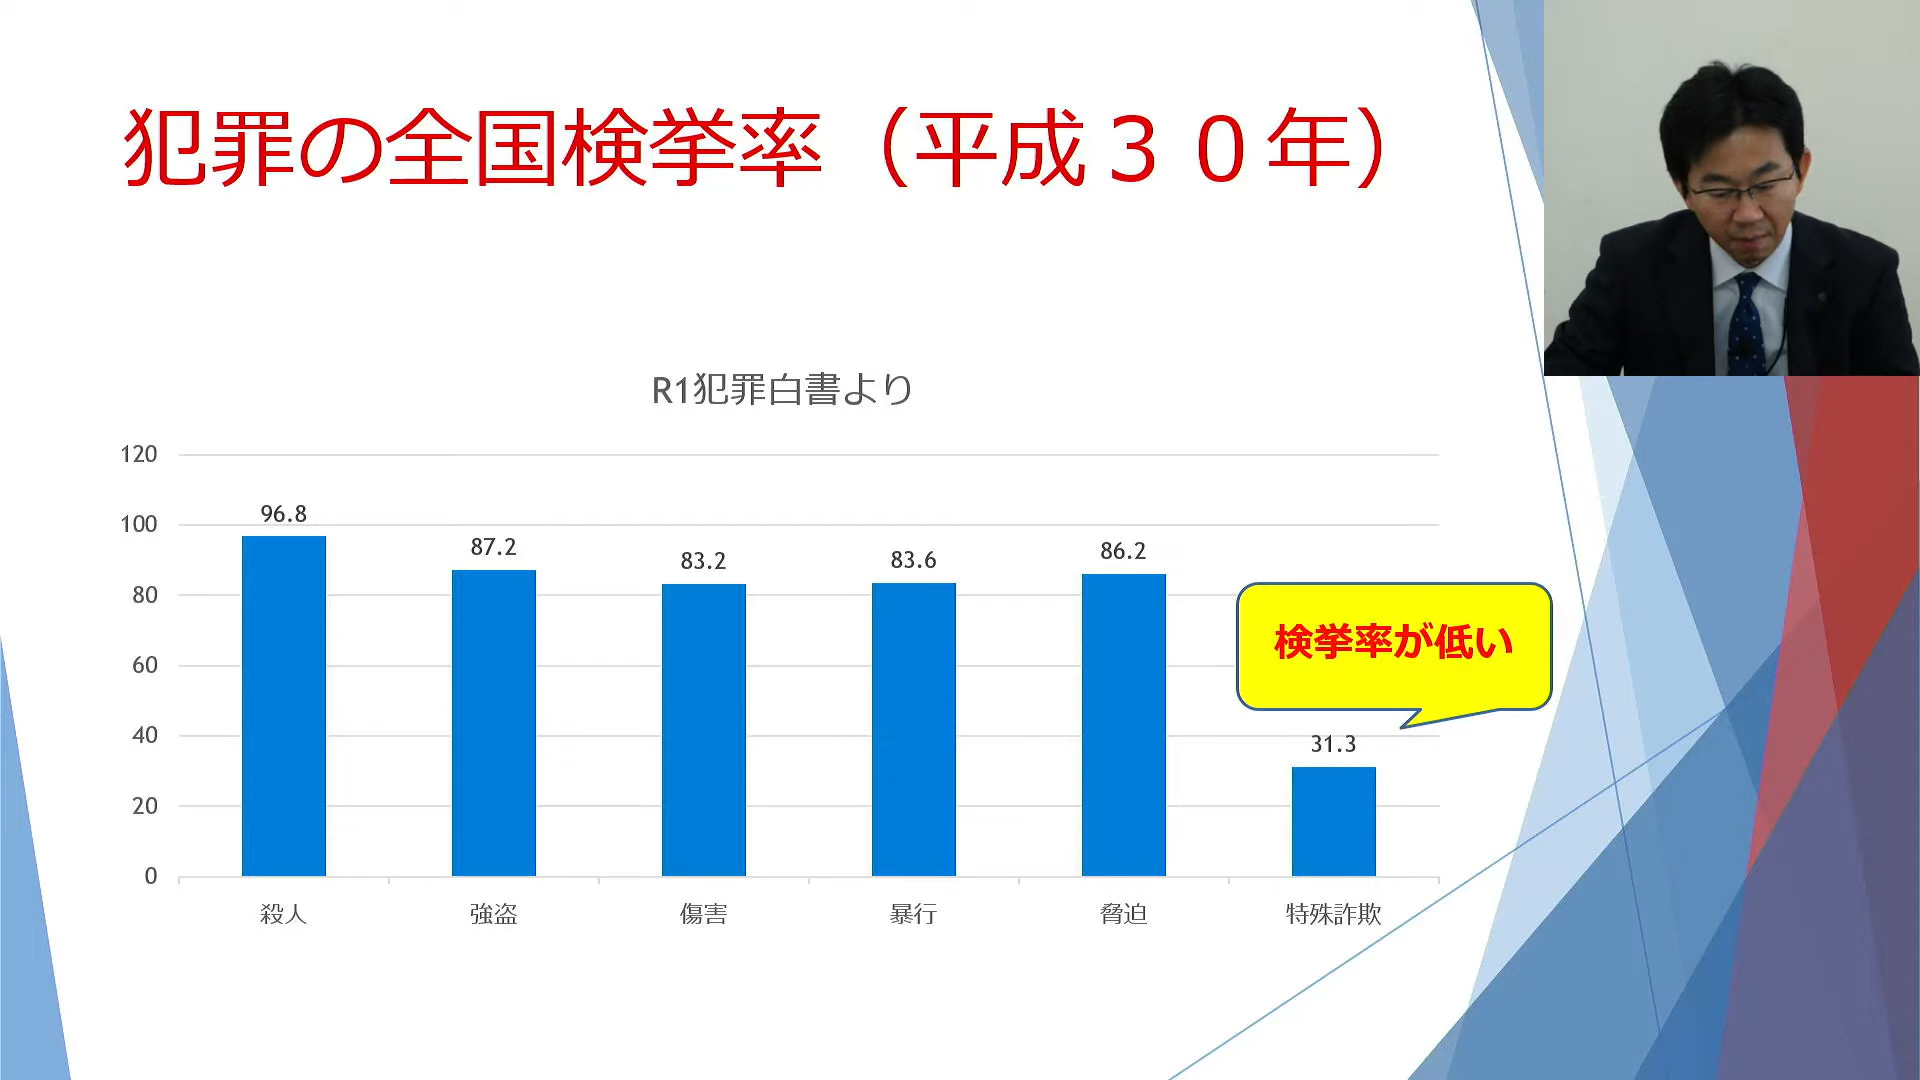 犯罪の全国検挙率（平成３０年）
R1犯罪白書より
120
100
80
60
40
20
0
96.8
87.2
83.2
83.6
86.2
31.3
検挙率が低い
殺人
強盗
傷害
暴行
脅迫
特殊詐欺